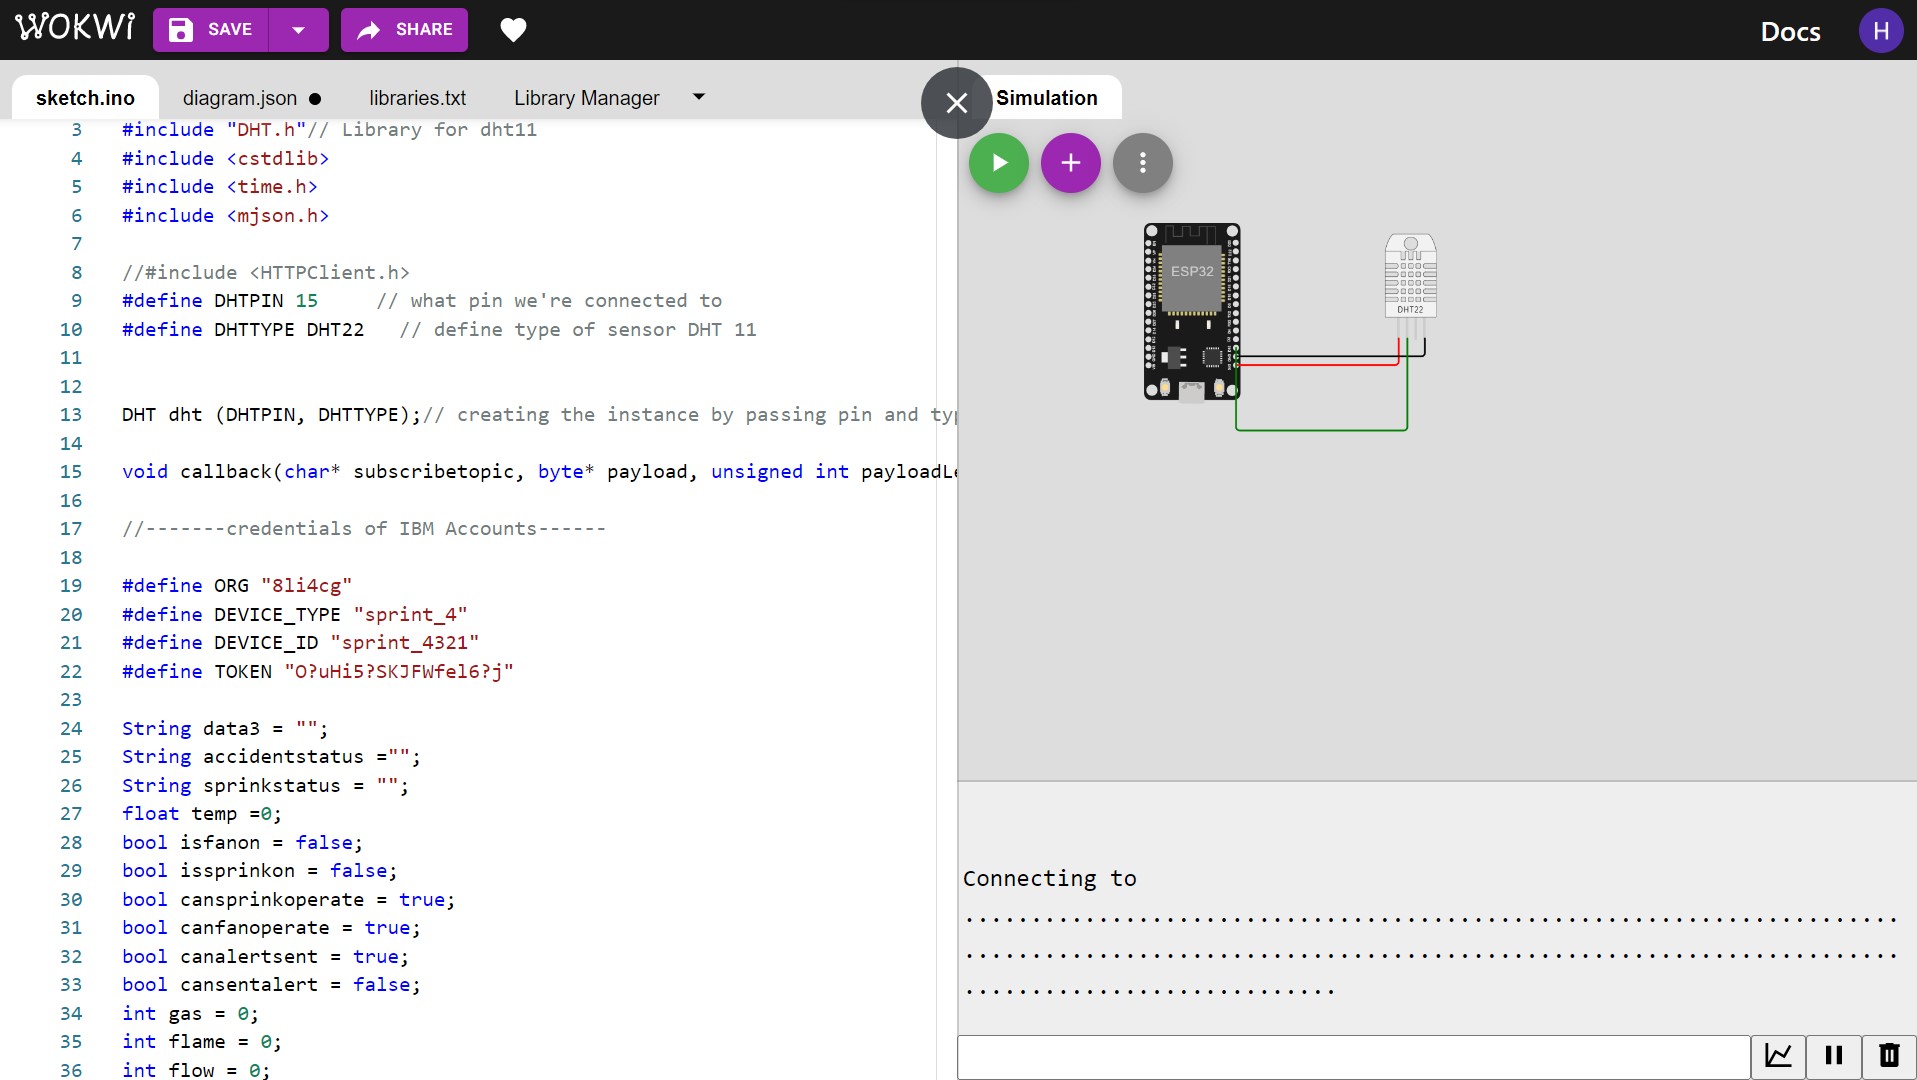 WOKWI SAVE SHARE Docs H
sketch.ino diagram.json ● libraries.txt Library Manager Simulation
3 #include "DHT.h"// Library for dht11
4 #include <cstdlib>
5 #include <time.h>
6 #include <mjson.h>
7
8 //#include <HTTPClient.h>
9 #define DHTPIN 15 // what pin we're connected to
10 #define DHTTYPE DHT22 // define type of sensor DHT 11
11
12
13 DHT dht (DHTPIN, DHTTYPE);// creating the instance by passing pin and typ
14
15 void callback(char* subscribetopic, byte* payload, unsigned int payloadLe
16
17 //-------credentials of IBM Accounts------
18
19 #define ORG "8li4cg"
20 #define DEVICE_TYPE "sprint_4"
21 #define DEVICE_ID "sprint_4321"
22 #define TOKEN "O?uHi5?SKJFWfel6?j"
23
24 String data3 = "";
25 String accidentstatus ="";
26 String sprinkstatus = "";
27 float temp =0;
28 bool isfanon = false;
29 bool issprinkon = false;
30 bool cansprinkoperate = true;
31 bool canfanoperate = true;
32 bool canalertsent = true;
33 bool cansentalert = false;
34 int gas = 0;
35 int flame = 0;
36 int flow = 0;
ESP32
DHT22
Connecting to
......................................................................
......................................................................
............................